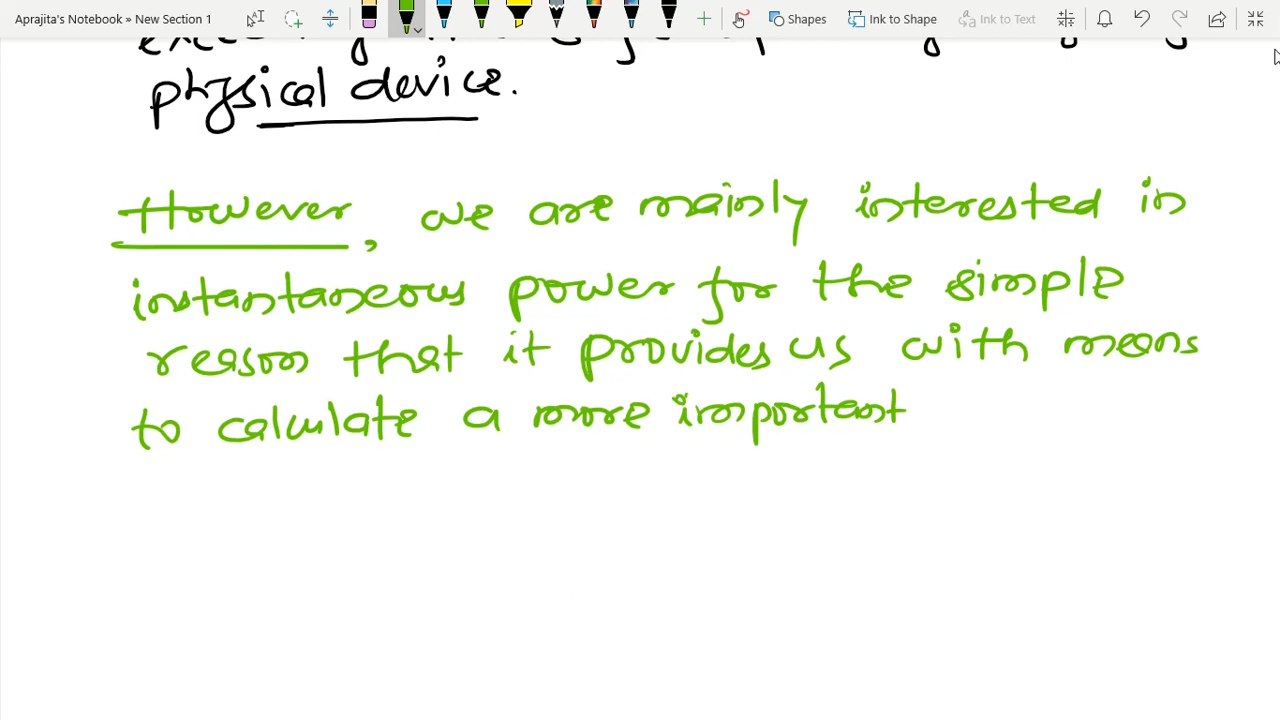 Aprajita's Notebook » New Section 1
Shapes
Ink to Shape
Ink to Text
physical device.
However, we are mainly interested in
instantaneous power for the simple
reason that it provides us with means
to calculate a more important